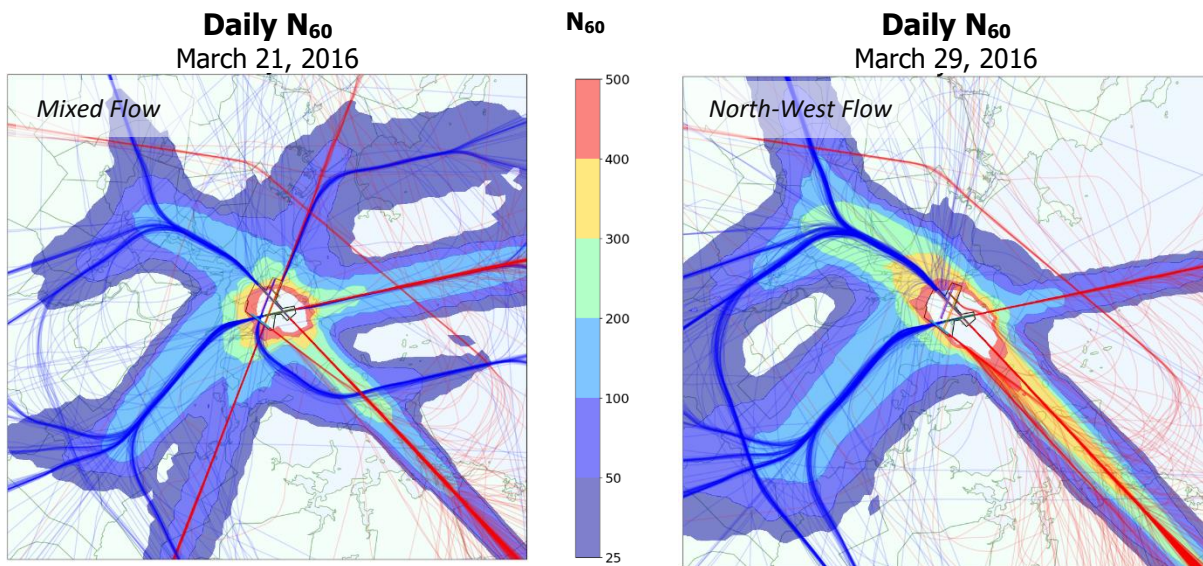 Daily N₆₀
March 21, 2016
Mixed Flow
N₆₀
500
400
300
200
100
50
25
Daily N₆₀
March 29, 2016
North-West Flow